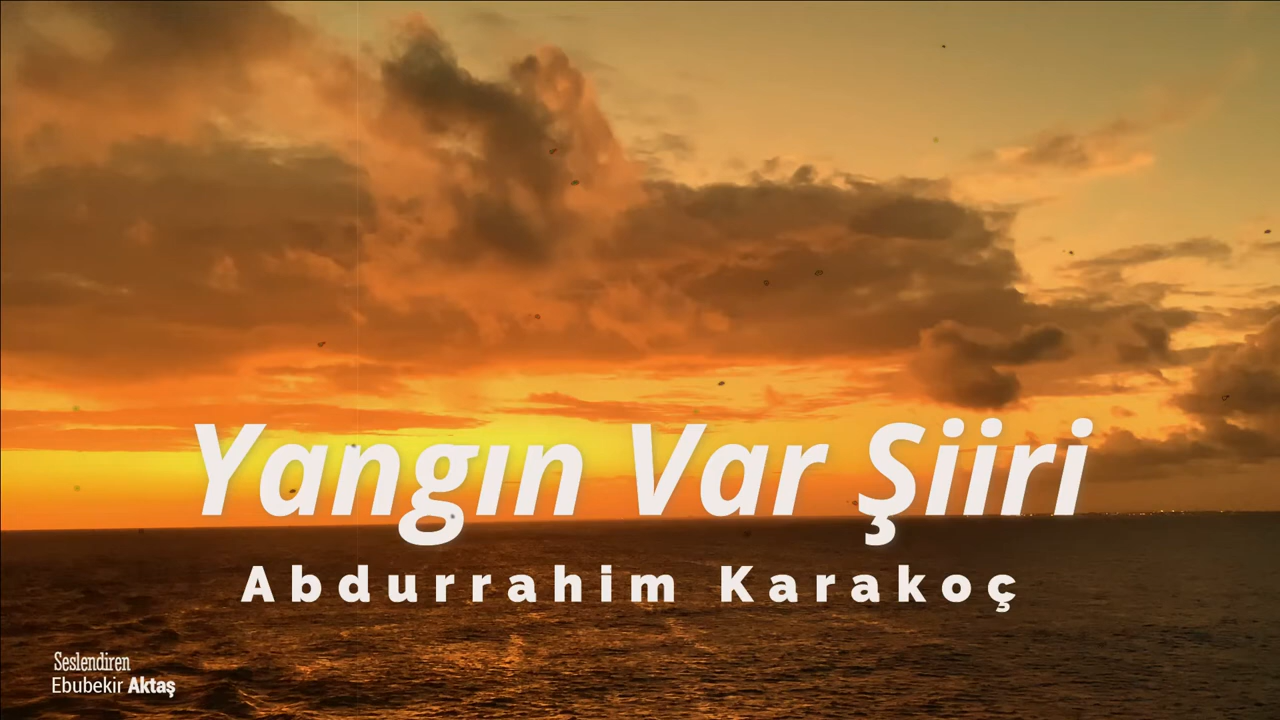 Yangın Var Şiiri
Abdurrahim Karakoç
Seslendiren
Ebubekir Aktaş